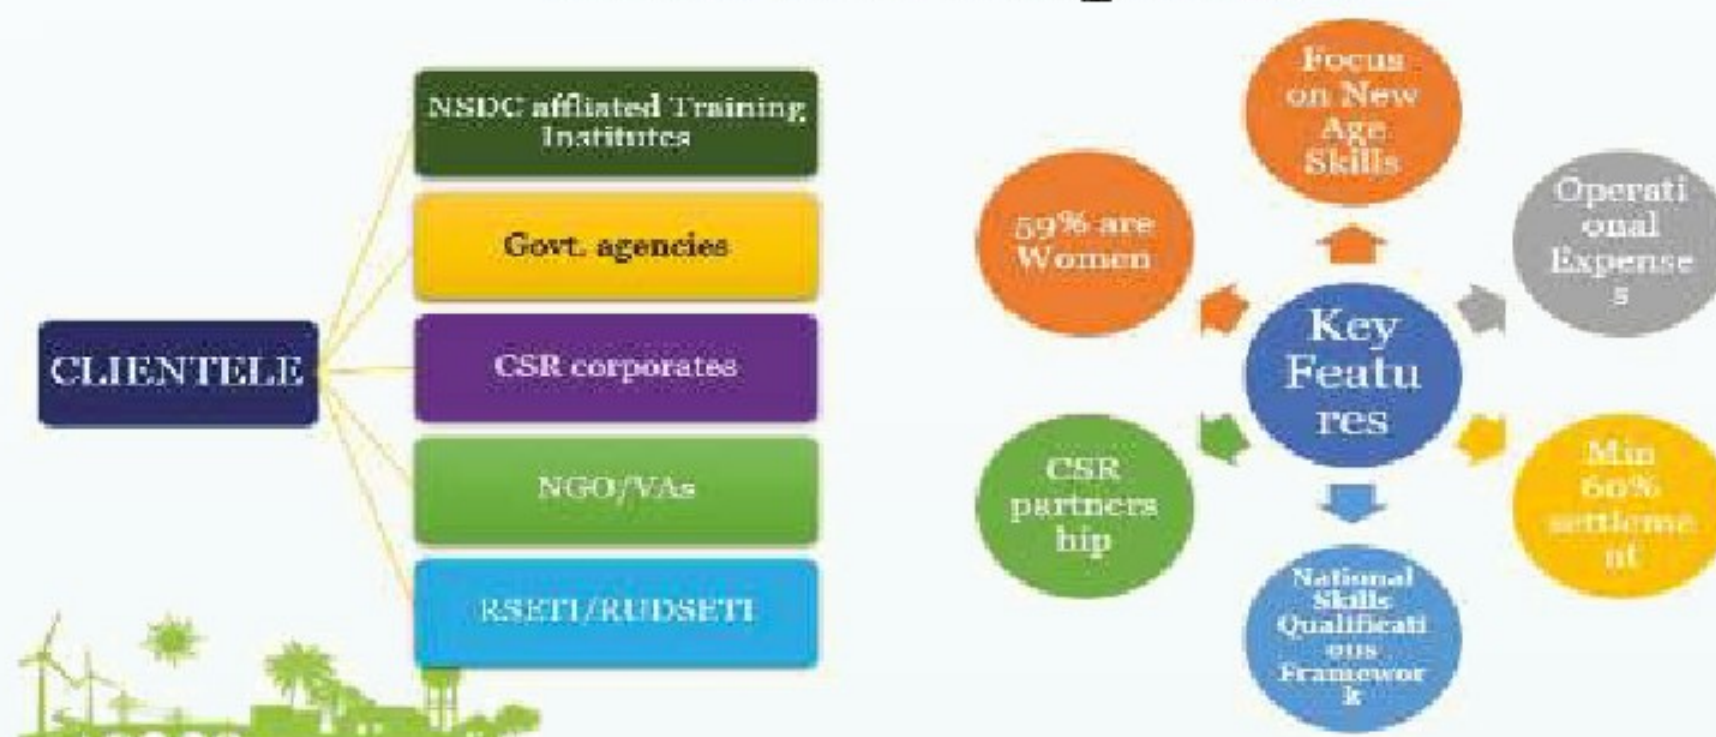 CLIENTELE
NSDC affliated Training
Institutes
Govt. agencies
CSR corporates
NGO/VAs
RSETI/RUDSETI
Key
Featu
res
Focus
on New
Age
Skills
Operati
onal
Expense
s
Min
60%
settleme
nt
National
Skills
Qualificati
ons
Framewor
k
CSR
partners
hip
59% are
Women